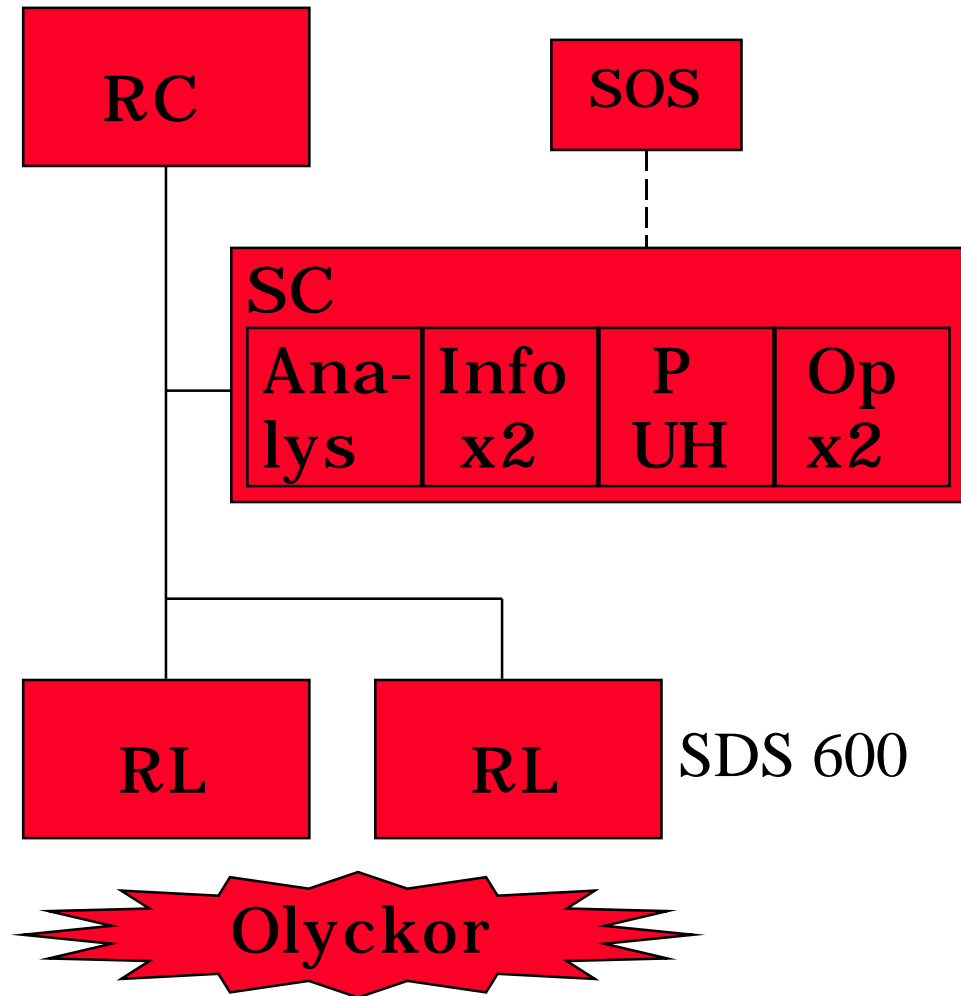 RC
SOS
SC
Ana-
lys
Info
x2
P
UH
Op
x2
RL
RL
SDS 600
Olyckor